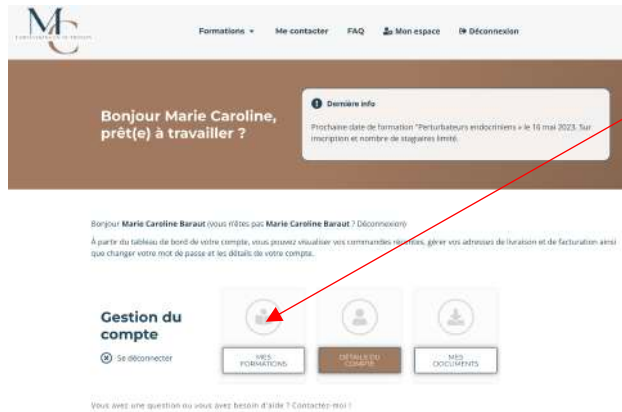 MC
Formations Me contacter FAQ Mon espace Déconnexion
Bonjour Marie Caroline,
prêt(e) à travailler ?
Dernière info
Prochaine date de formation "Perturbateurs endocriniens » le 16 mai 2023. Sur
inscription et nombre de stagiaires limité.
Bonjour Marie Caroline Baraut (vous n'êtes pas Marie Caroline Baraut ? Déconnexion)
À partir du tableau de bord de votre compte, vous pouvez visualiser vos commandes récentes, gérer vos adresses de livraison et de facturation ainsi
que changer votre mot de passe et les détails de votre compte.
Gestion du
compte
Se déconnecter
MES
FORMATIONS
DÉTAILS DU
COMPTE
MES
DOCUMENTS
Vous avez une question ou vous avez besoin d'aide ? Contactez-moi !